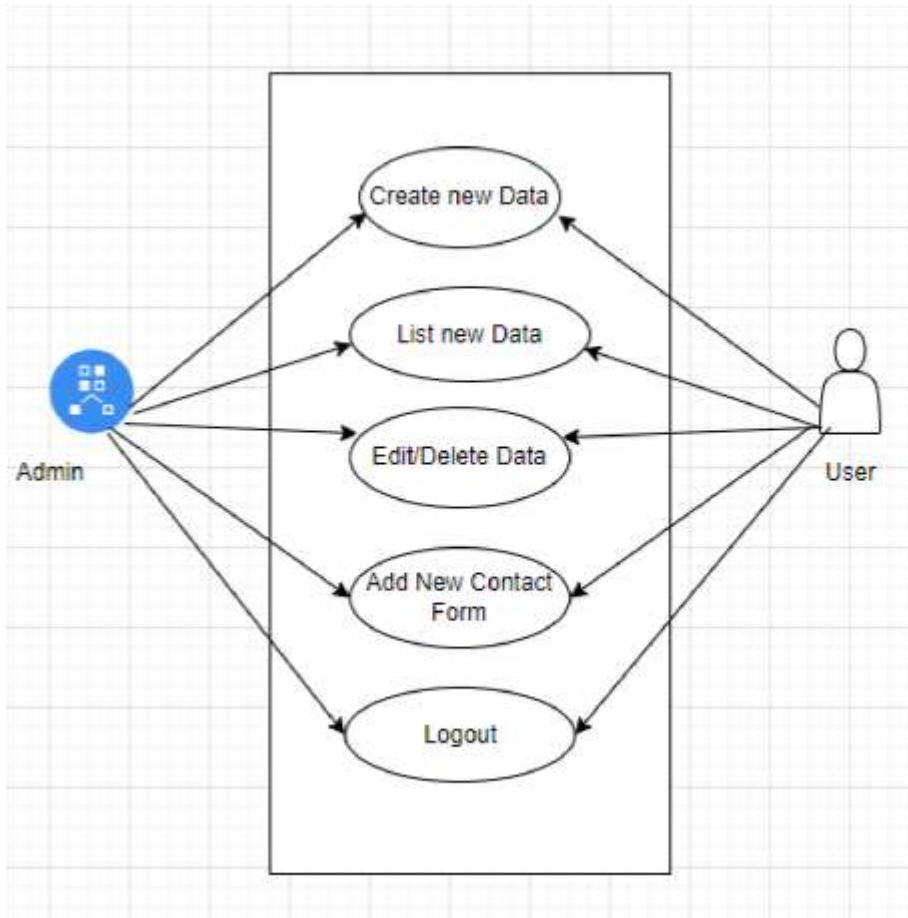 Create new Data
List new Data
Edit/Delete Data
Admin
User
Add New Contact
Form
Logout